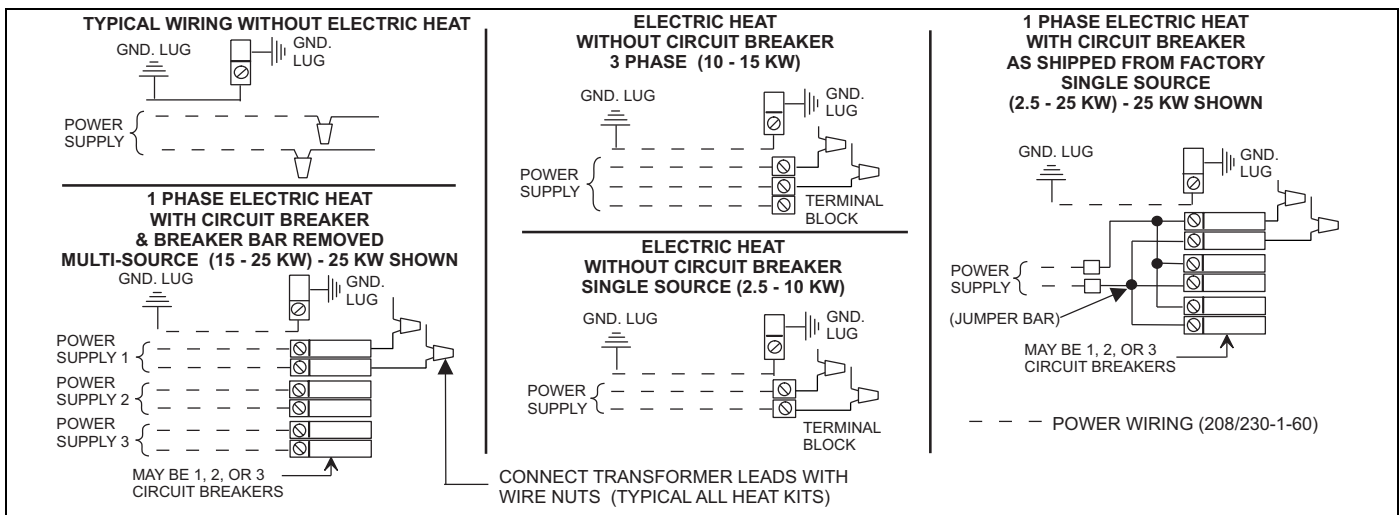 TYPICAL WIRING WITHOUT ELECTRIC HEAT
GND. LUG
GND.
LUG
POWER
SUPPLY
1 PHASE ELECTRIC HEAT
WITH CIRCUIT BREAKER
& BREAKER BAR REMOVED
MULTI-SOURCE (15 - 25 KW) - 25 KW SHOWN
GND. LUG
GND.
LUG
POWER
SUPPLY 1
POWER
SUPPLY 2
POWER
SUPPLY 3
MAY BE 1, 2, OR 3
CIRCUIT BREAKERS
CONNECT TRANSFORMER LEADS WITH
WIRE NUTS (TYPICAL ALL HEAT KITS)
ELECTRIC HEAT
WITHOUT CIRCUIT BREAKER
3 PHASE (10 - 15 KW)
GND. LUG
GND.
LUG
POWER
SUPPLY
TERMINAL
BLOCK
ELECTRIC HEAT
WITHOUT CIRCUIT BREAKER
SINGLE SOURCE (2.5 - 10 KW)
GND. LUG
GND.
LUG
POWER
SUPPLY
TERMINAL
BLOCK
1 PHASE ELECTRIC HEAT
WITH CIRCUIT BREAKER
AS SHIPPED FROM FACTORY
SINGLE SOURCE
(2.5 - 25 KW) - 25 KW SHOWN
GND. LUG
GND.
LUG
POWER
SUPPLY
(JUMPER BAR)
MAY BE 1, 2, OR 3
CIRCUIT BREAKERS
POWER WIRING (208/230-1-60)